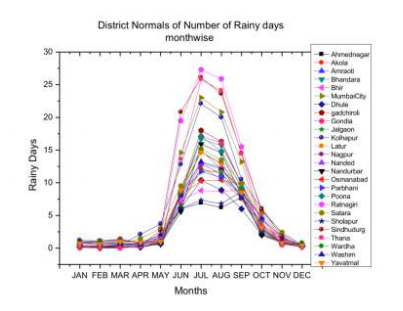 District Normals of Number of Rainy days
monthwise
30
25
20
15
10
5
0
Rainy Days
JAN FEB MAR APR MAY JUN JUL AUG SEP OCT NOV DEC
Months
Ahmednagar
Akola
Amraoti
Bhandara
Bhir
MumbaiCity
Dhule
gadchiroli
Gondia
Jalgaon
Kolhapur
Latur
Nagpur
Nanded
Nandurbar
Osmanabad
Parbhani
Poona
Ratnagiri
Satara
Sholapur
Sindhudurg
Thana
Wardha
Washim
Yavatmal